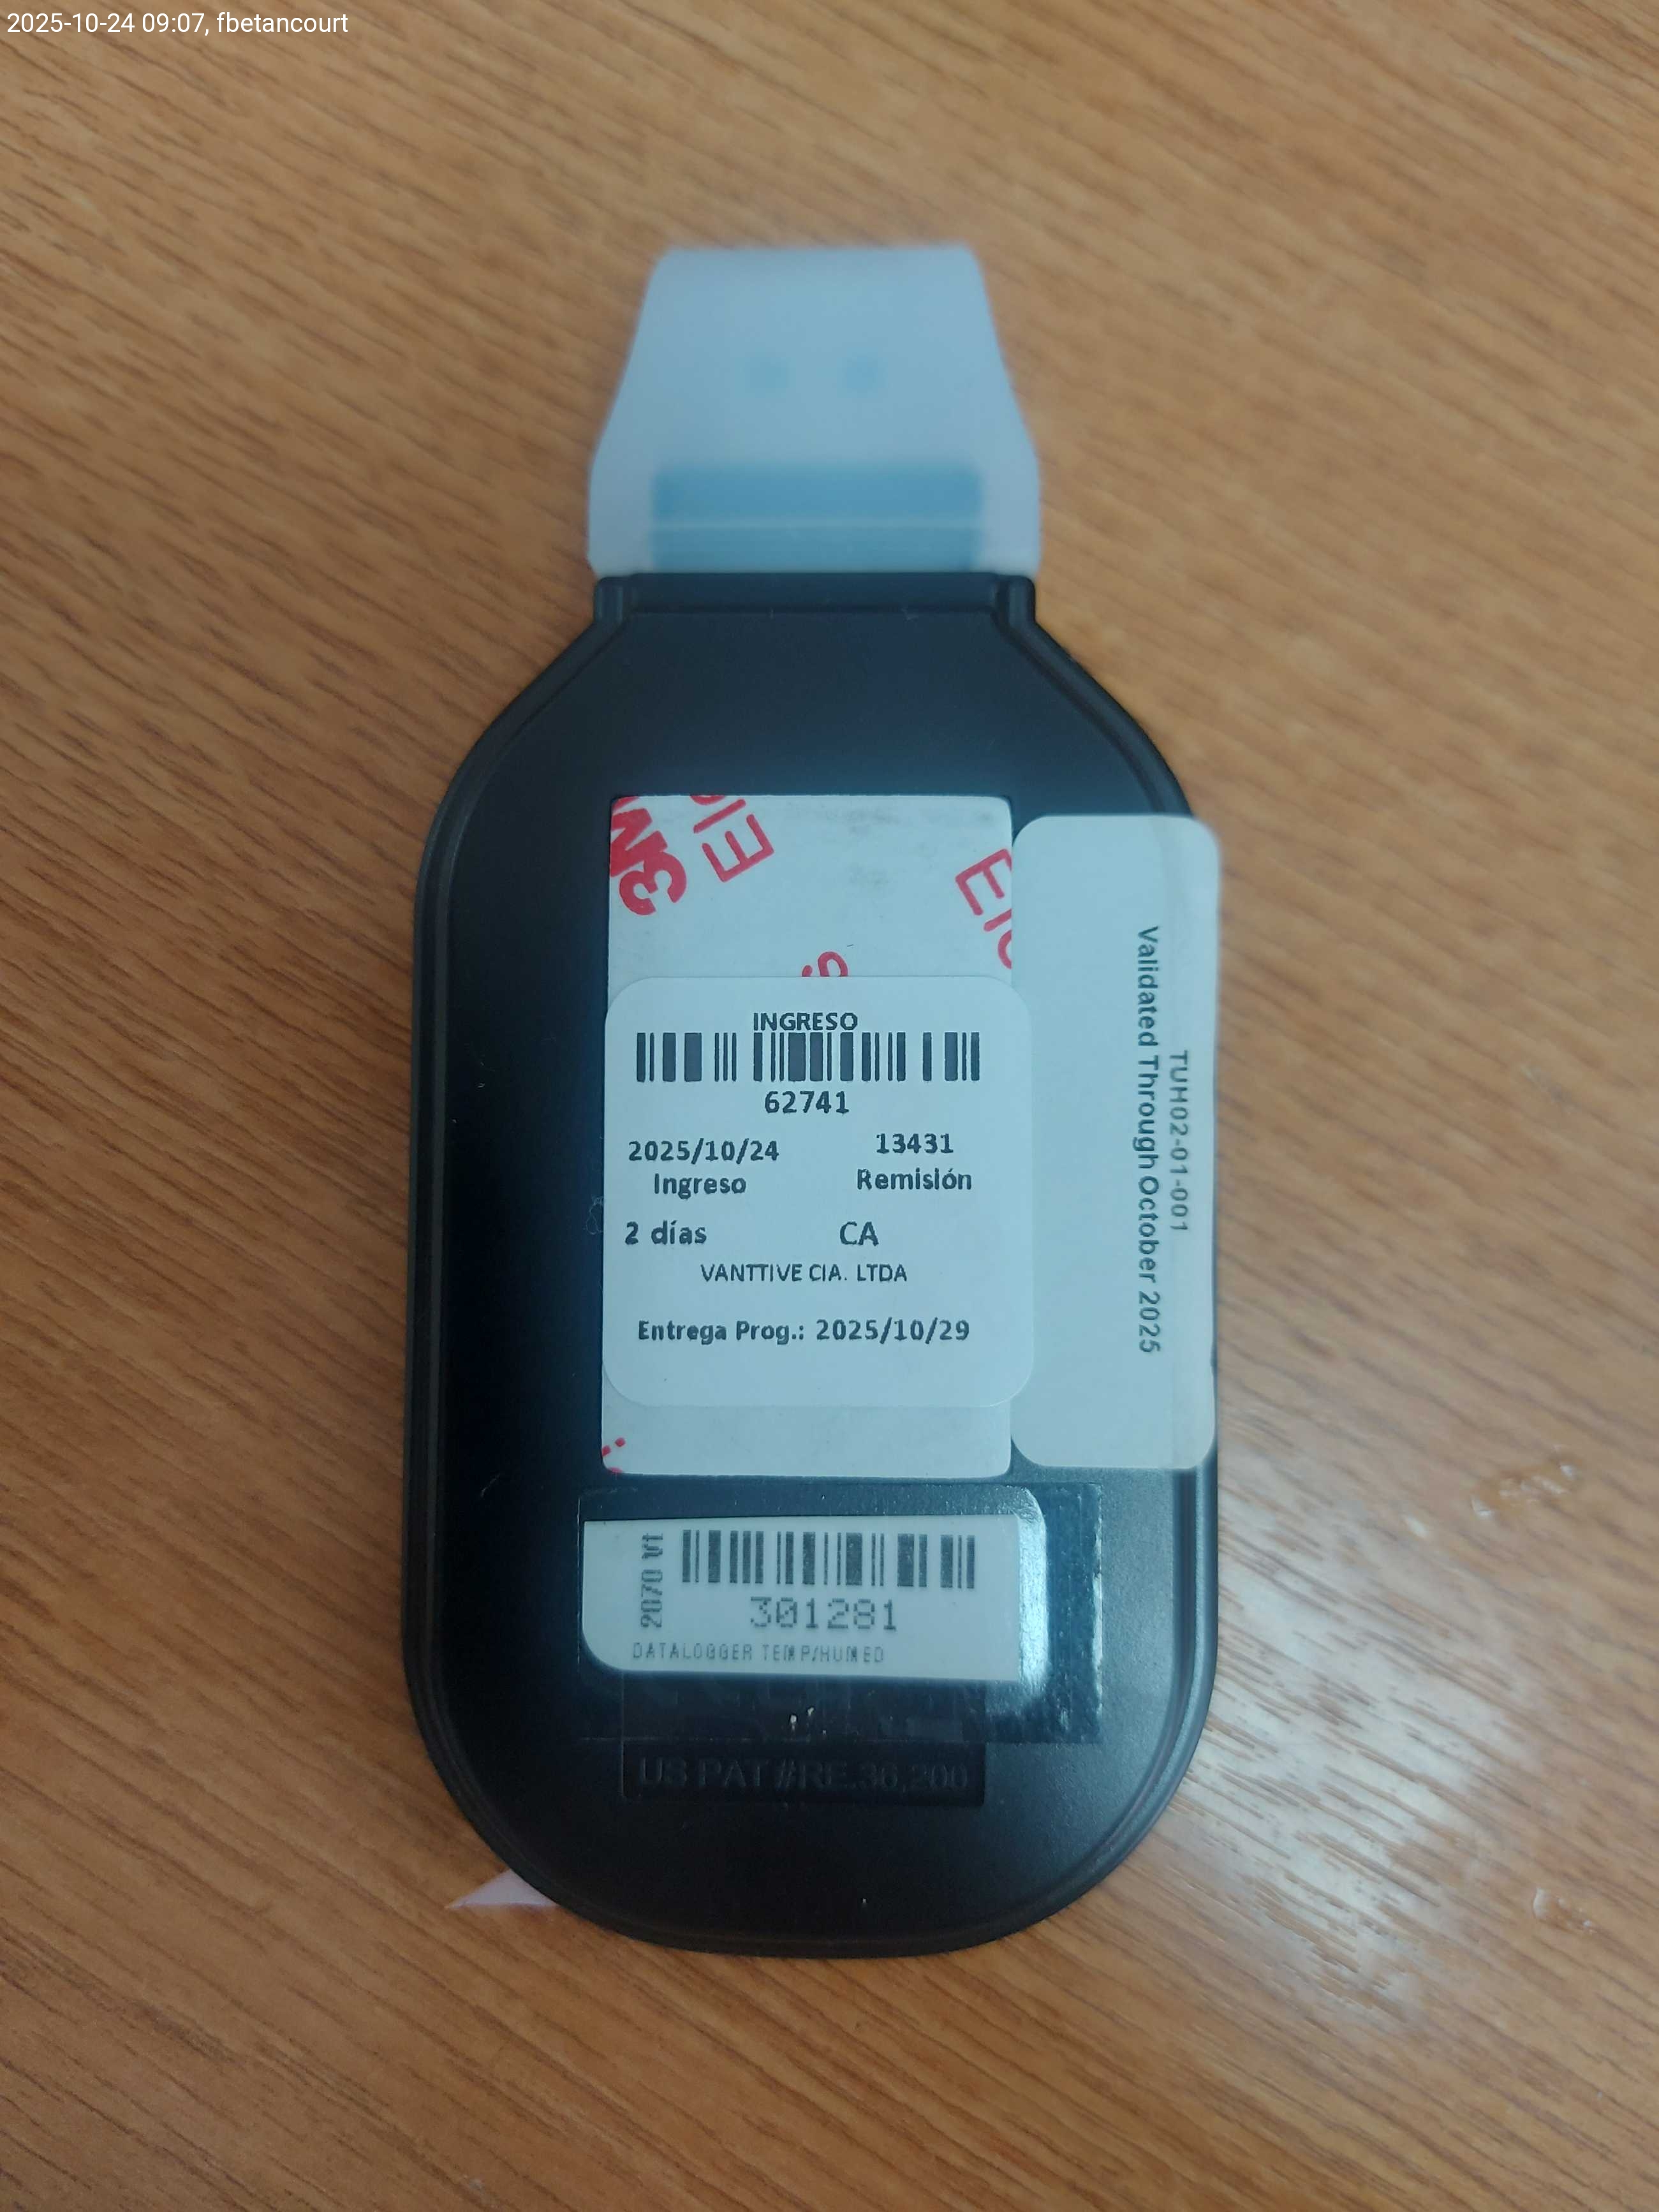 2025-10-24 09:07, fbetancourt
3M
INGRESO
62741
2025/10/24 13431
Ingreso Remisión
2 días CA
VANTTIVE CIA. LTDA
Entrega Prog.: 2025/10/29
TUH02-01-001
Validated Through October 2025
2070 V1
301281
DATALOGGER TEMP/HUMED
US PAT #RE.36,200